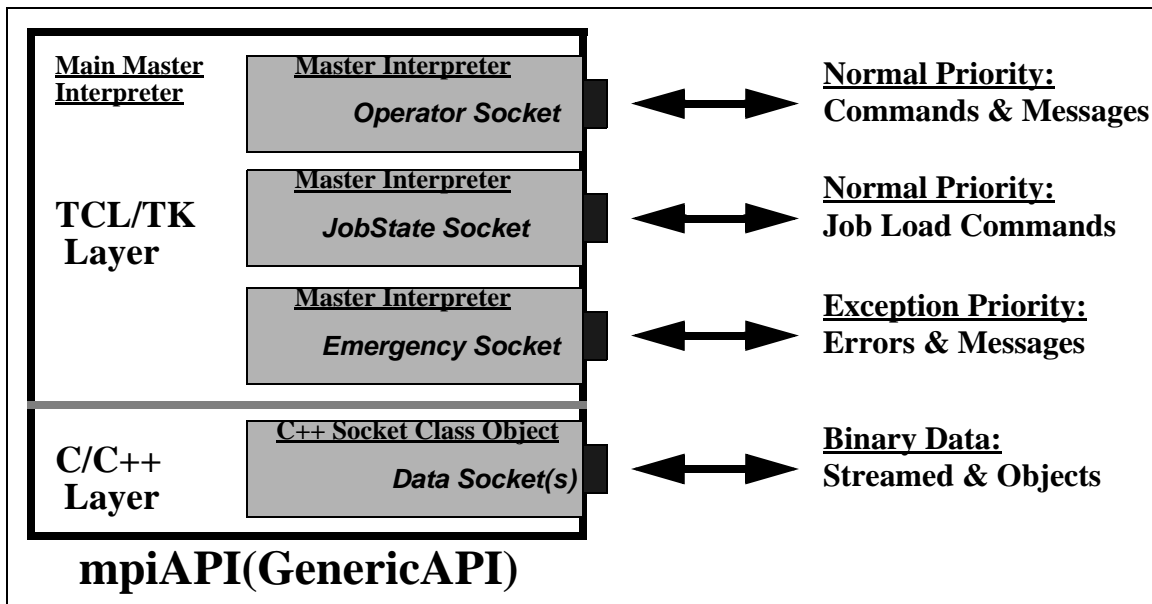 Main Master
Interpreter
Master Interpreter
Operator Socket
Normal Priority:
Commands & Messages
TCL/TK
Layer
Master Interpreter
JobState Socket
Normal Priority:
Job Load Commands
Master Interpreter
Emergency Socket
Exception Priority:
Errors & Messages
C/C++
Layer
C++ Socket Class Object
Data Socket(s)
Binary Data:
Streamed & Objects
mpiAPI(GenericAPI)